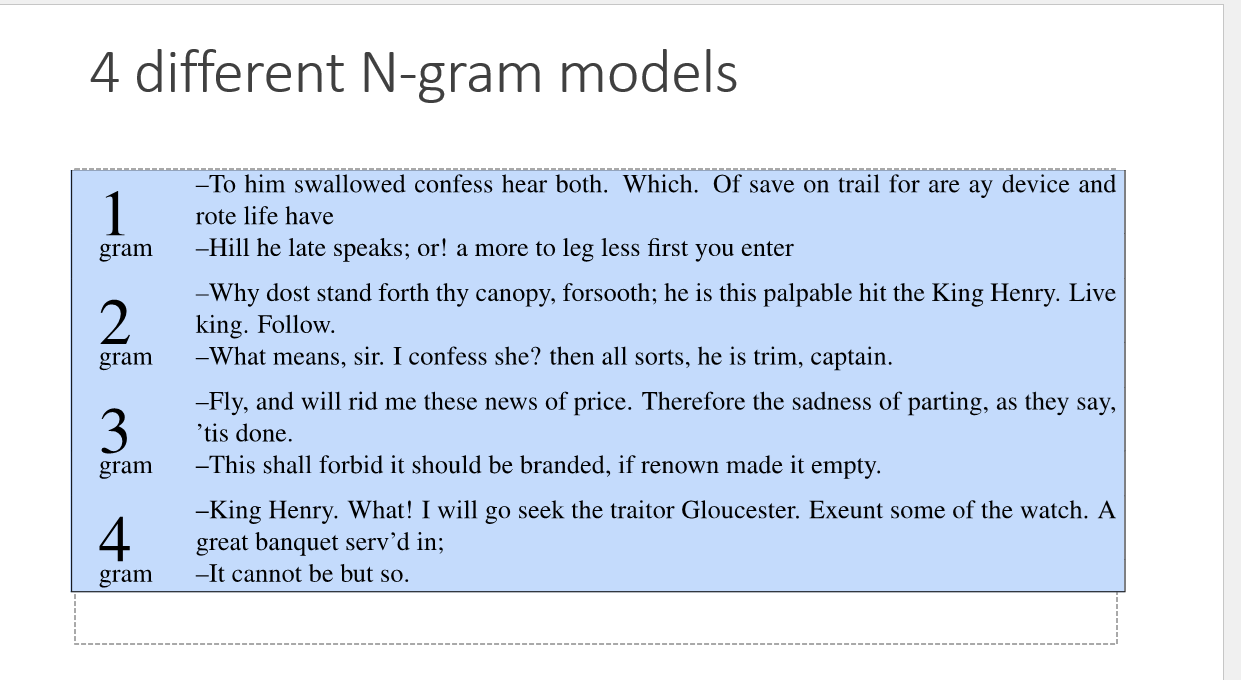 4 different N-gram models
1
gram
–To him swallowed confess hear both. Which. Of save on trail for are ay device and
rote life have
–Hill he late speaks; or! a more to leg less first you enter
2
gram
–Why dost stand forth thy canopy, forsooth; he is this palpable hit the King Henry. Live
king. Follow.
–What means, sir. I confess she? then all sorts, he is trim, captain.
3
gram
–Fly, and will rid me these news of price. Therefore the sadness of parting, as they say,
’tis done.
–This shall forbid it should be branded, if renown made it empty.
4
gram
–King Henry. What! I will go seek the traitor Gloucester. Exeunt some of the watch. A
great banquet serv’d in;
–It cannot be but so.